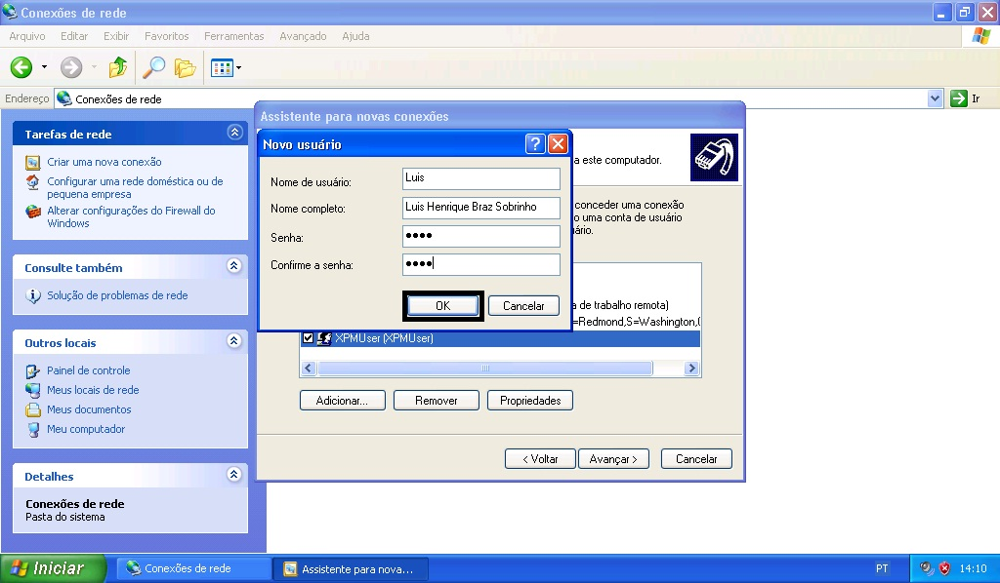 Conexões de rede
Arquivo Editar Exibir Favoritos Ferramentas Avançado Ajuda
Endereço Conexões de rede Ir
Tarefas de rede
Criar uma nova conexão
Configurar uma rede doméstica ou de
pequena empresa
Alterar configurações do Firewall do
Windows
Consulte também
Solução de problemas de rede
Outros locais
Painel de controle
Meus locais de rede
Meus documentos
Meu computador
Detalhes
Conexões de rede
Pasta do sistema
Assistente para novas conexões
a este computador.
conceder uma conexão
o uma conta de usuário
ário.
a de trabalho remota)
=Redmond,S=Washington,
XPMUser (XPMUser)
Adicionar... Remover Propriedades
< Voltar Avançar > Cancelar
Novo usuário
Nome de usuário: Luis
Nome completo: Luis Henrique Braz Sobrinho
Senha: ●●●●
Confirme a senha: ●●●●
OK Cancelar
Iniciar Conexões de rede Assistente para nova... PT 14:10